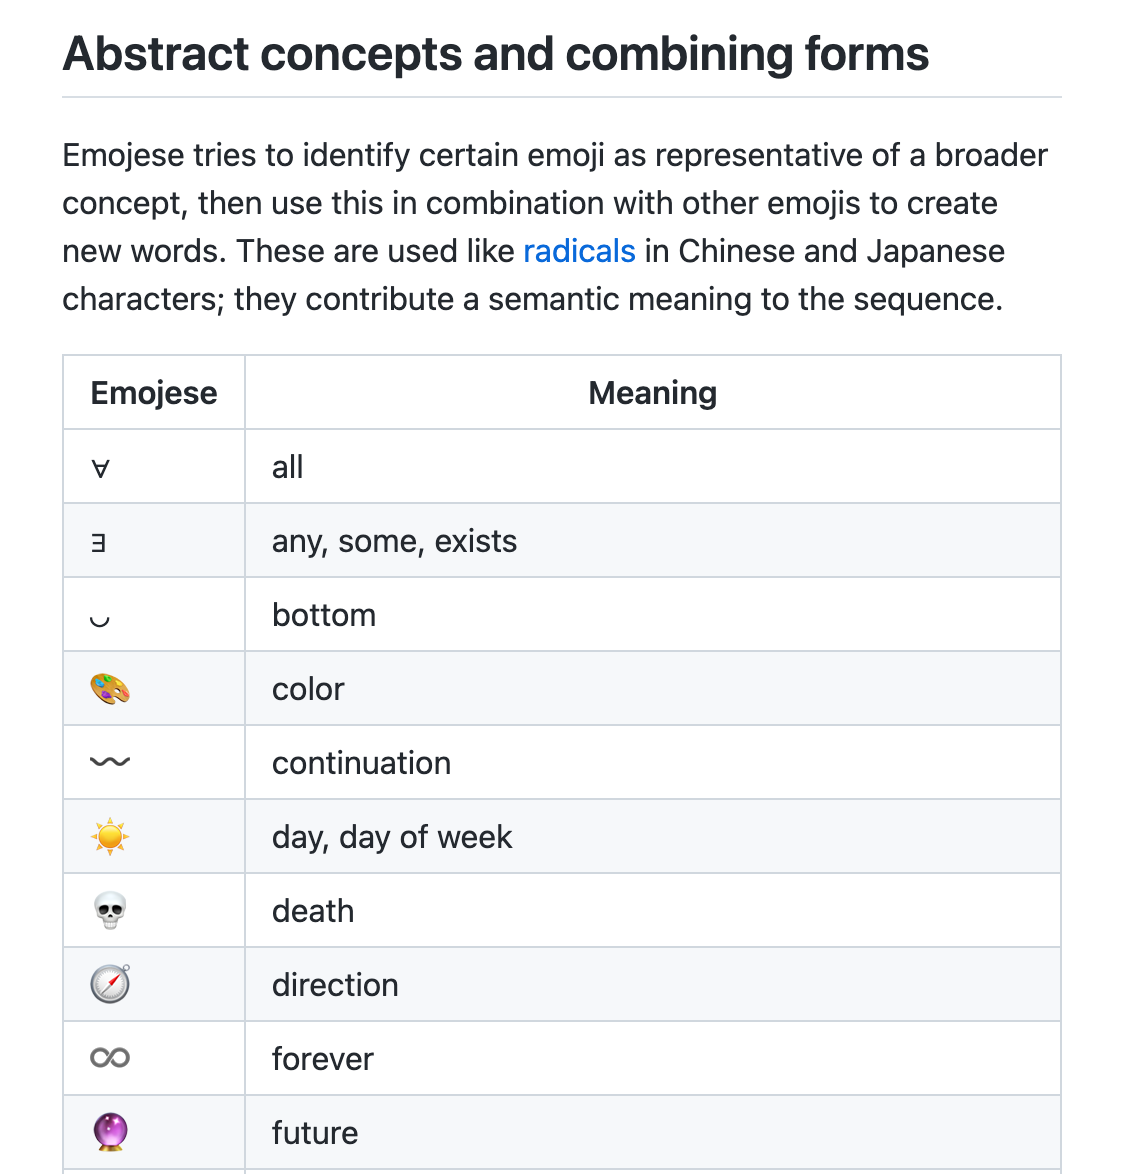 Abstract concepts and combining forms
Emojese tries to identify certain emoji as representative of a broader
concept, then use this in combination with other emojis to create
new words. These are used like radicals in Chinese and Japanese
characters; they contribute a semantic meaning to the sequence.
Emojese Meaning
∀ all
∃ any, some, exists
◡ bottom
🎨 color
〰️ continuation
☀️ day, day of week
💀 death
🧭 direction
♾️ forever
🔮 future